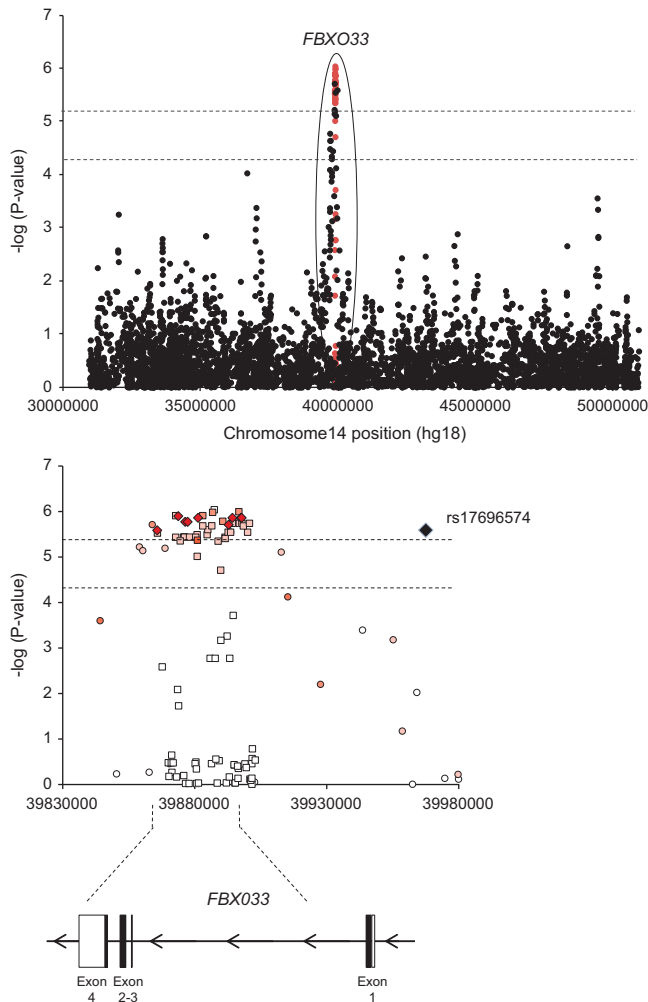 FBXO33
7
6
5
4
3
2
1
0
-log (P-value)
30000000 35000000 40000000 45000000 50000000
Chromosome14 position (hg18)
7
6
5
4
3
2
1
0
-log (P-value)
rs17696574
39830000 39880000 39930000 39980000
FBX033
Exon 4
Exon 2-3
Exon 1